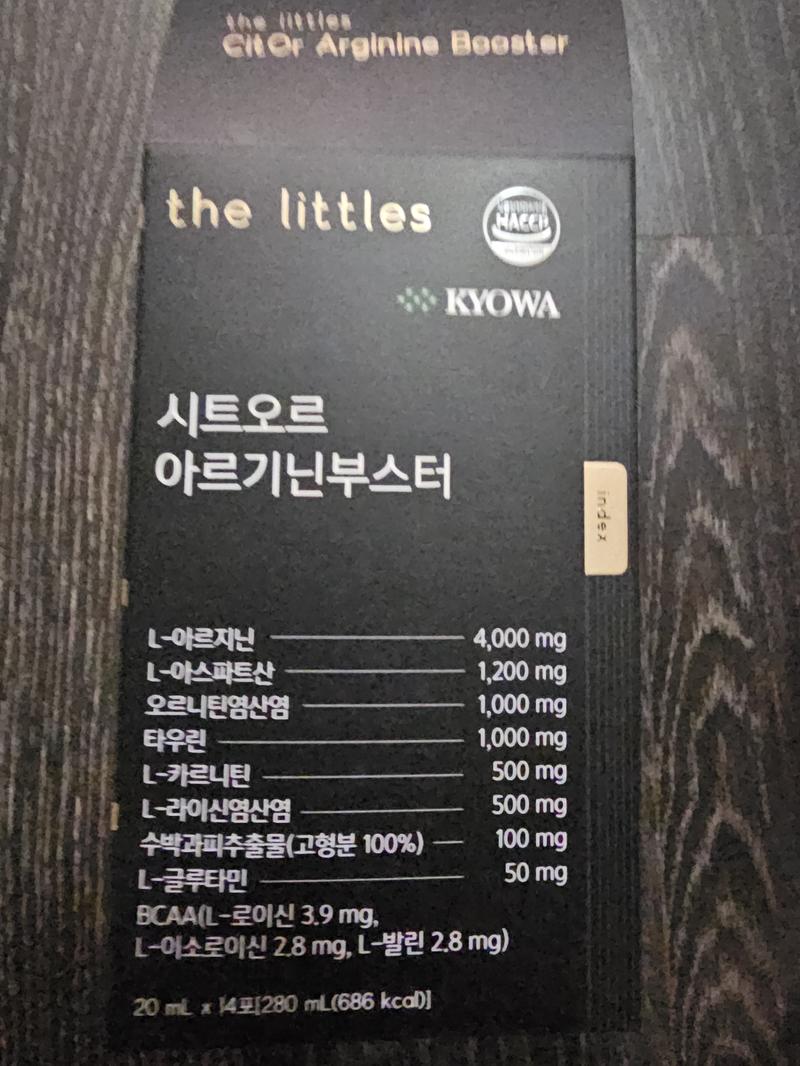 the littles
CitOr Arginine Booster
the littles
HACCP
KYOWA
시트오르
아르기닌부스터
index
L-아르지닌 4,000 mg
L-아스파트산 1,200 mg
오르니틴염산염 1,000 mg
타우린 1,000 mg
L-카르니틴 500 mg
L-라이신염산염 500 mg
수박과피추출물(고형분 100%) 100 mg
L-글루타민 50 mg
BCAA(L-로이신 3.9 mg,
L-이소로이신 2.8 mg, L-발린 2.8 mg)
20 mL x 14포[280 mL(686 kcal)]